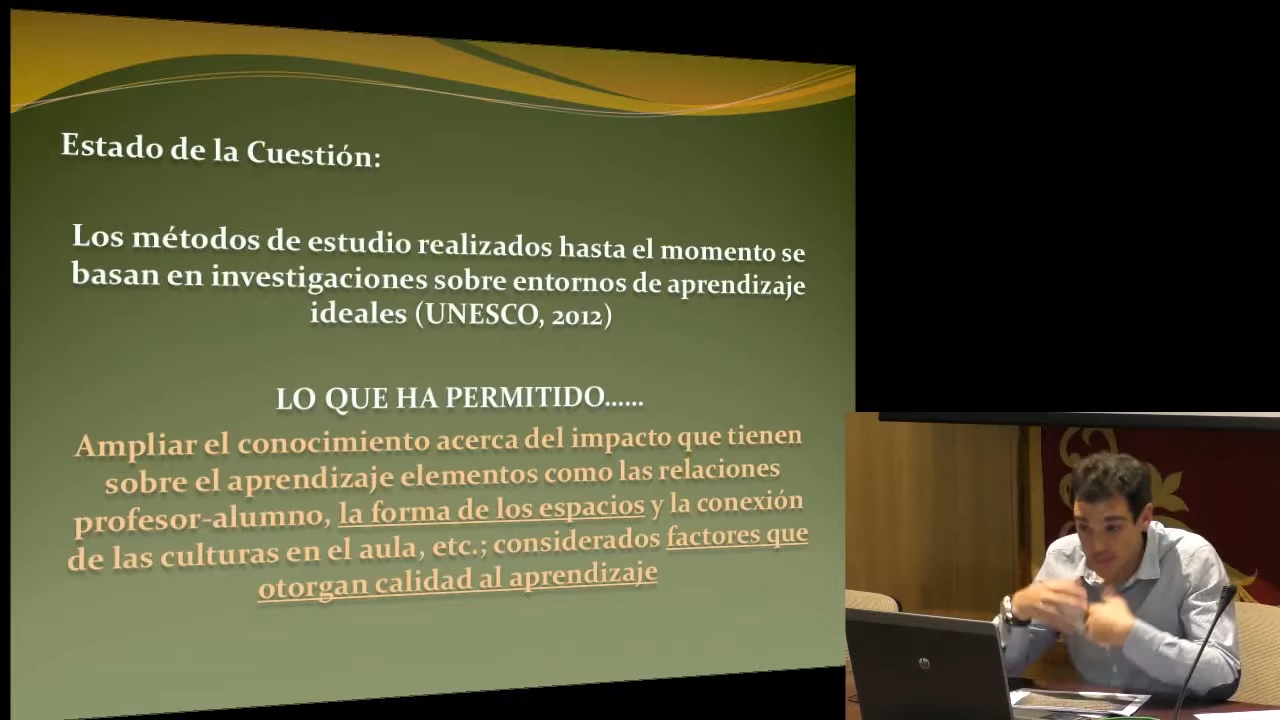 Estado de la Cuestión:
Los métodos de estudio realizados hasta el momento se
basan en investigaciones sobre entornos de aprendizaje
ideales (UNESCO, 2012)
LO QUE HA PERMITIDO......
Ampliar el conocimiento acerca del impacto que tienen
sobre el aprendizaje elementos como las relaciones
profesor-alumno, la forma de los espacios y la conexión
de las culturas en el aula, etc.; considerados factores que
otorgan calidad al aprendizaje
hp